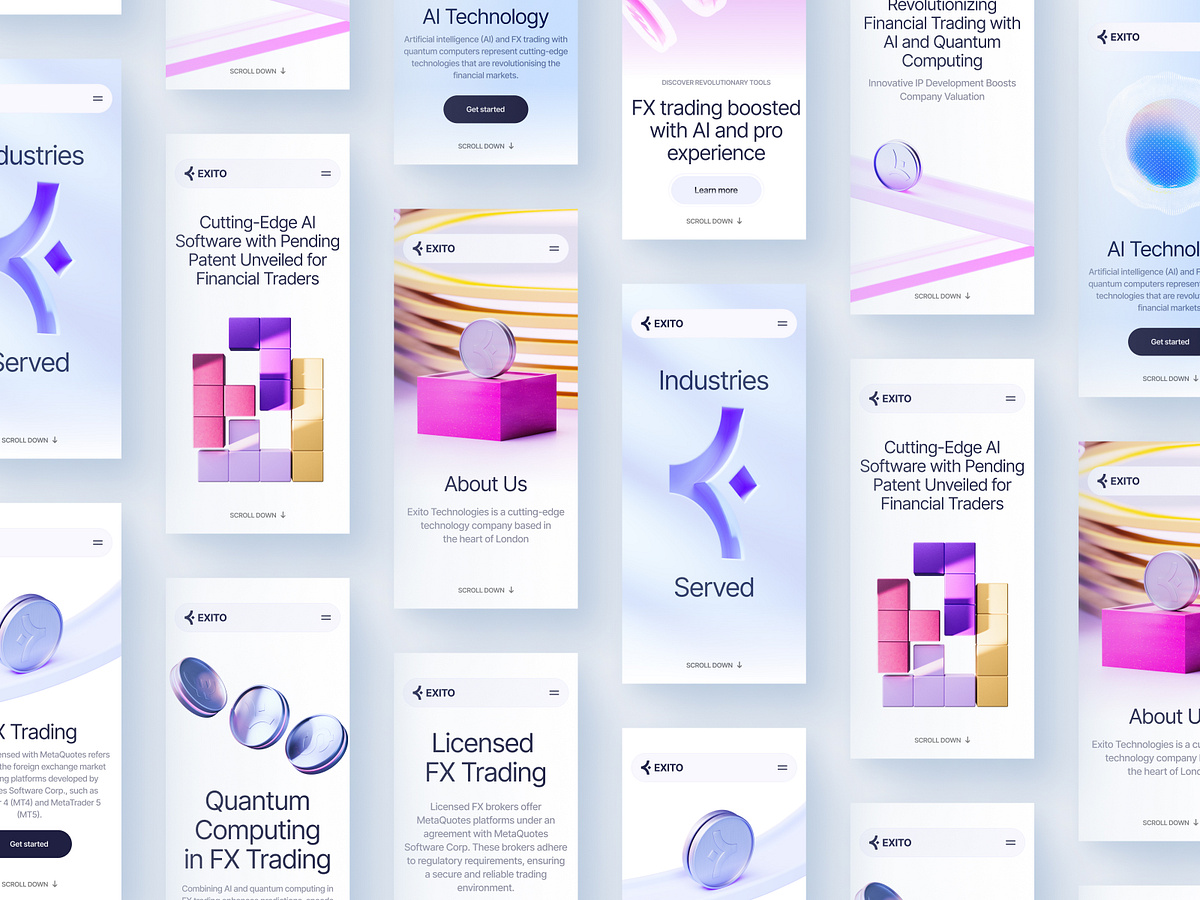 dustries
Served
SCROLL DOWN ↓
X Trading
ensed with MetaQuotes refers
the foreign exchange market
ng platforms developed by
es Software Corp., such as
r 4 (MT4) and MetaTrader 5
(MT5).
Get started
SCROLL DOWN ↓
SCROLL DOWN ↓
EXITO
Cutting-Edge AI
Software with Pending
Patent Unveiled for
Financial Traders
SCROLL DOWN ↓
EXITO
Quantum
Computing
in FX Trading
Combining AI and quantum computing in
FX trading enhances predictions, speeds
AI Technology
Artificial intelligence (AI) and FX trading with
quantum computers represent cutting-edge
technologies that are revolutionising the
financial markets.
Get started
SCROLL DOWN ↓
EXITO
About Us
Exito Technologies is a cutting-edge
technology company based in
the heart of London
SCROLL DOWN ↓
EXITO
Licensed
FX Trading
Licensed FX brokers offer
MetaQuotes platforms under an
agreement with MetaQuotes
Software Corp. These brokers adhere
to regulatory requirements, ensuring
a secure and reliable trading
environment.
DISCOVER REVOLUTIONARY TOOLS
FX trading boosted
with AI and pro
experience
Learn more
SCROLL DOWN ↓
EXITO
Industries
Served
SCROLL DOWN ↓
EXITO
Revolutionizing
Financial Trading with
AI and Quantum
Computing
Innovative IP Development Boosts
Company Valuation
SCROLL DOWN ↓
EXITO
Cutting-Edge AI
Software with Pending
Patent Unveiled for
Financial Traders
SCROLL DOWN ↓
EXITO
EXITO
AI Technol
Artificial intelligence (AI) and F
quantum computers represent
technologies that are revolut
financial markets
Get started
SCROLL DOWN ↓
EXITO
About U
Exito Technologies is a cu
technology company
the heart of Lond
SCROLL DOWN ↓